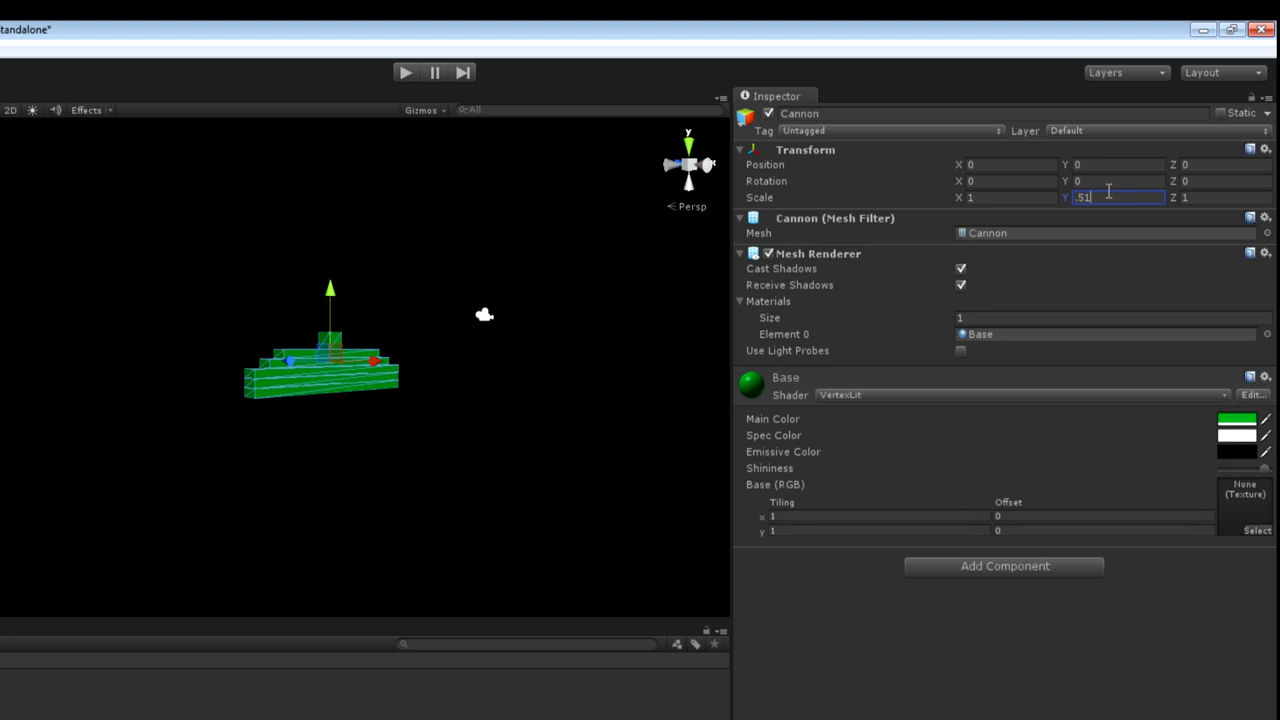 tandalone*
Layers Layout
2D Effects Gizmos All
Inspector
Cannon Static
Tag Untagged Layer Default
Transform
Position X 0 Y 0 Z 0
Rotation X 0 Y 0 Z 0
Scale X 1 Y .51 Z 1
Cannon (Mesh Filter)
Mesh Cannon
Mesh Renderer
Cast Shadows
Receive Shadows
Materials
Size 1
Element 0 Base
Use Light Probes
Base
Shader VertexLit Edit...
Main Color
Spec Color
Emissive Color
Shininess
Base (RGB) None
(Texture)
Tiling Offset
x 1 0
y 1 0 Select
Add Component
y
x
Persp